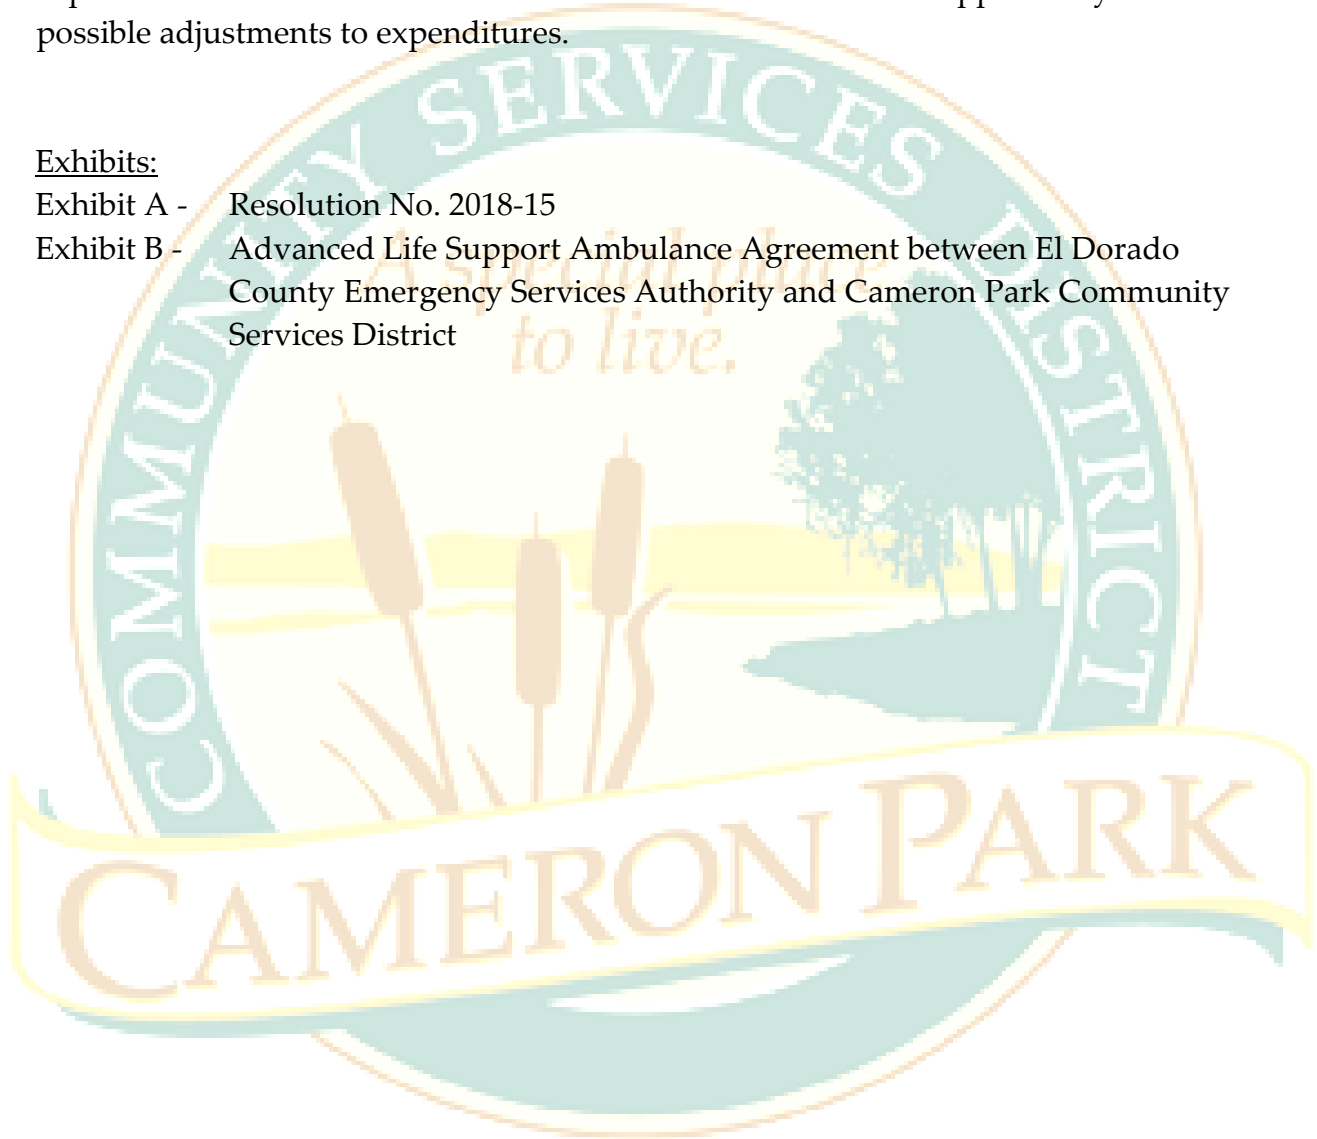 possible adjustments to expenditures.
Exhibits:
Exhibit A - Resolution No. 2018-15
Exhibit B - Advanced Life Support Ambulance Agreement between El Dorado
County Emergency Services Authority and Cameron Park Community
Services District
COMMUNITY SERVICES DISTRICT
A special place
to live.
CAMERON PARK